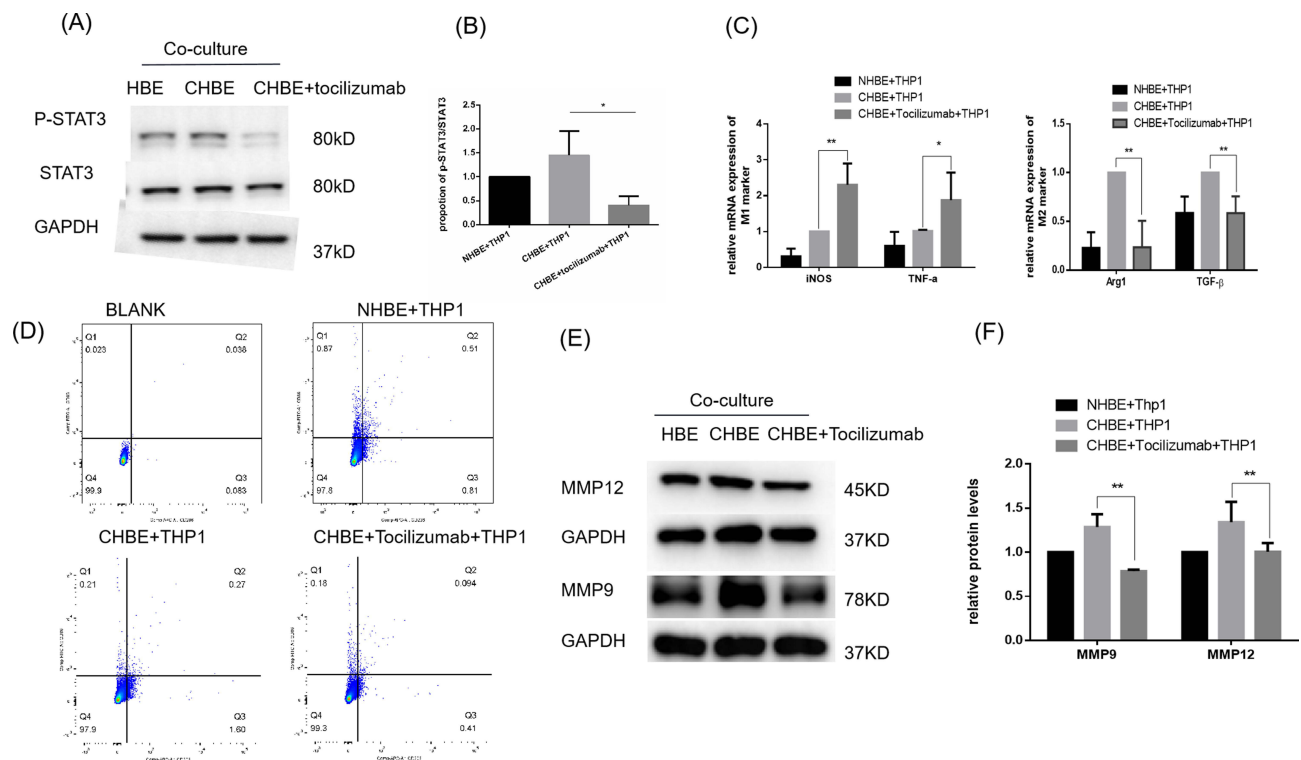 (A)
Co-culture
HBE CHBE CHBE+tocilizumab
P-STAT3 80kD
STAT3 80kD
GAPDH 37kD
(B)
propotion of p-STAT3/STAT3
2.5
2.0
1.5
1.0
0.5
0.0
*
NHBE+THP1
CHBE+THP1
CHBE+tocilizumab+THP1
(C)
NHBE+THP1
CHBE+THP1
CHBE+Tocilizumab+THP1
relative mRNA expression of
M1 marker
4
3
2
1
0
** *
iNOS TNF-a
NHBE+THP1
CHBE+THP1
CHBE+Tocilizumab+THP1
relative mRNA expression of
M2 marker
1.5
1.0
0.5
0.0
** **
Arg1 TGF-β
(D)
BLANK
Q1 Q2
0.023 0.038
Q4 Q3
99.9 0.083
NHBE+THP1
Q1 Q2
0.87 0.51
Q4 Q3
97.8 0.81
CHBE+THP1
Q1 Q2
0.21 0.27
Q4 Q3
97.9 1.60
CHBE+Tocilizumab+THP1
Q1 Q2
0.18 0.094
Q4 Q3
99.3 0.41
(E)
Co-culture
HBE CHBE CHBE+Tocilizumab
MMP12 45KD
GAPDH 37KD
MMP9 78KD
GAPDH 37KD
(F)
NHBE+Thp1
CHBE+THP1
CHBE+Tocilizumab+THP1
relative protein levels
2.0
1.5
1.0
0.5
0.0
** **
MMP9 MMP12